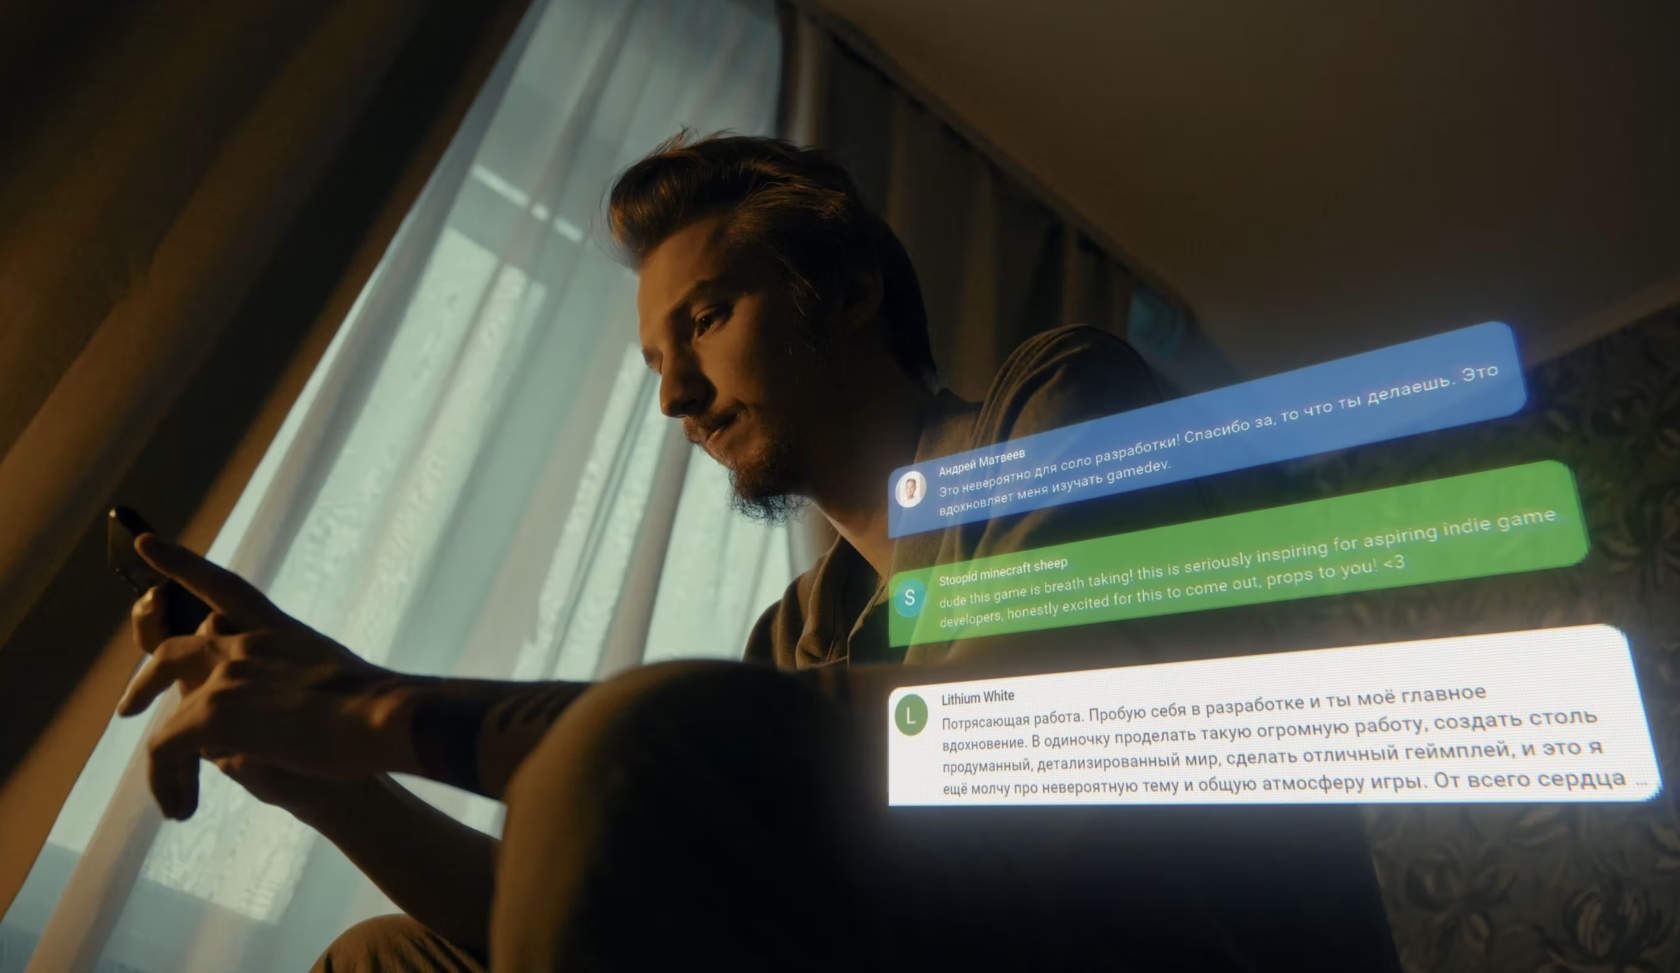 Андрей Матвеев
Это невероятно для соло разработки! Спасибо за, то что ты делаешь. Это
вдохновляет меня изучать gamedev.
S
Stoopid minecraft sheep
dude this game is breath taking! this is seriously inspiring for aspiring indie game
developers, honestly excited for this to come out, props to you! <3
L
Lithium White
Потрясающая работа. Пробую себя в разработке и ты моё главное
вдохновение. В одиночку проделать такую огромную работу, создать столь
продуманный, детализированный мир, сделать отличный геймплей, и это я
ещё молчу про невероятную тему и общую атмосферу игры. От всего сердца ...